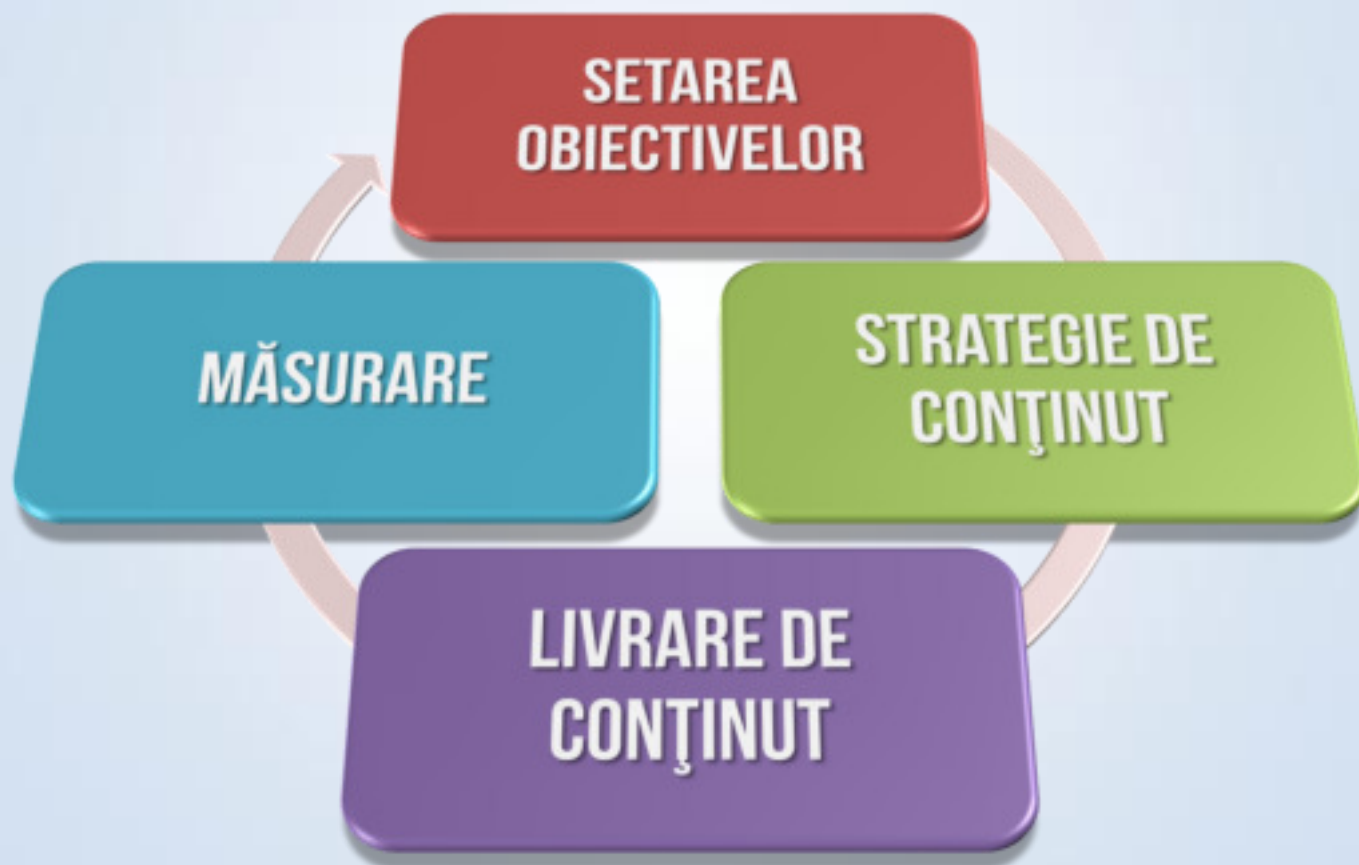 SETAREA
OBIECTIVELOR
MĂSURARE
STRATEGIE DE
CONŢINUT
LIVRARE DE
CONŢINUT